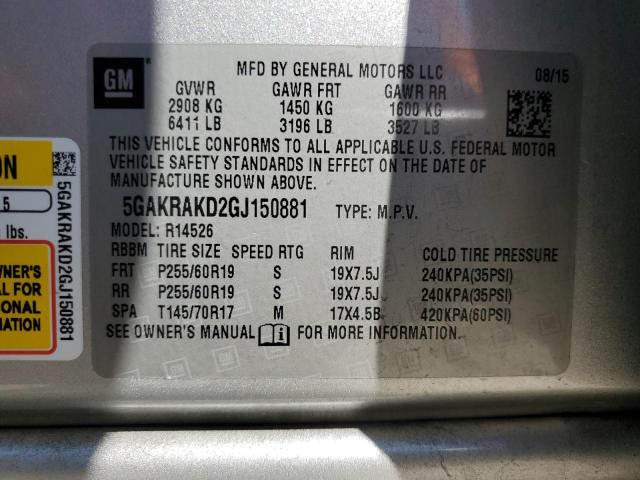 GM
MFD BY GENERAL MOTORS LLC
08/15
GVWR GAWR FRT GAWR RR
2908 KG 1450 KG 1600 KG
6411 LB 3196 LB 3527 LB
THIS VEHICLE CONFORMS TO ALL APPLICABLE U.S. FEDERAL MOTOR
VEHICLE SAFETY STANDARDS IN EFFECT ON THE DATE OF
MANUFACTURE SHOWN ABOVE.
5GAKRAKD2GJ150881 TYPE: M.P.V.
MODEL: R14526
RBBM TIRE SIZE SPEED RTG RIM COLD TIRE PRESSURE
FRT P255/60R19 S 19X7.5J 240KPA(35PSI)
RR P255/60R19 S 19X7.5J 240KPA(35PSI)
SPA T145/70R17 M 17X4.5B 420KPA(60PSI)
SEE OWNER'S MANUAL FOR MORE INFORMATION.
ON
5
lbs.
WNER'S
AL FOR
IONAL
MATION
5GAKRAKD2GJ150881